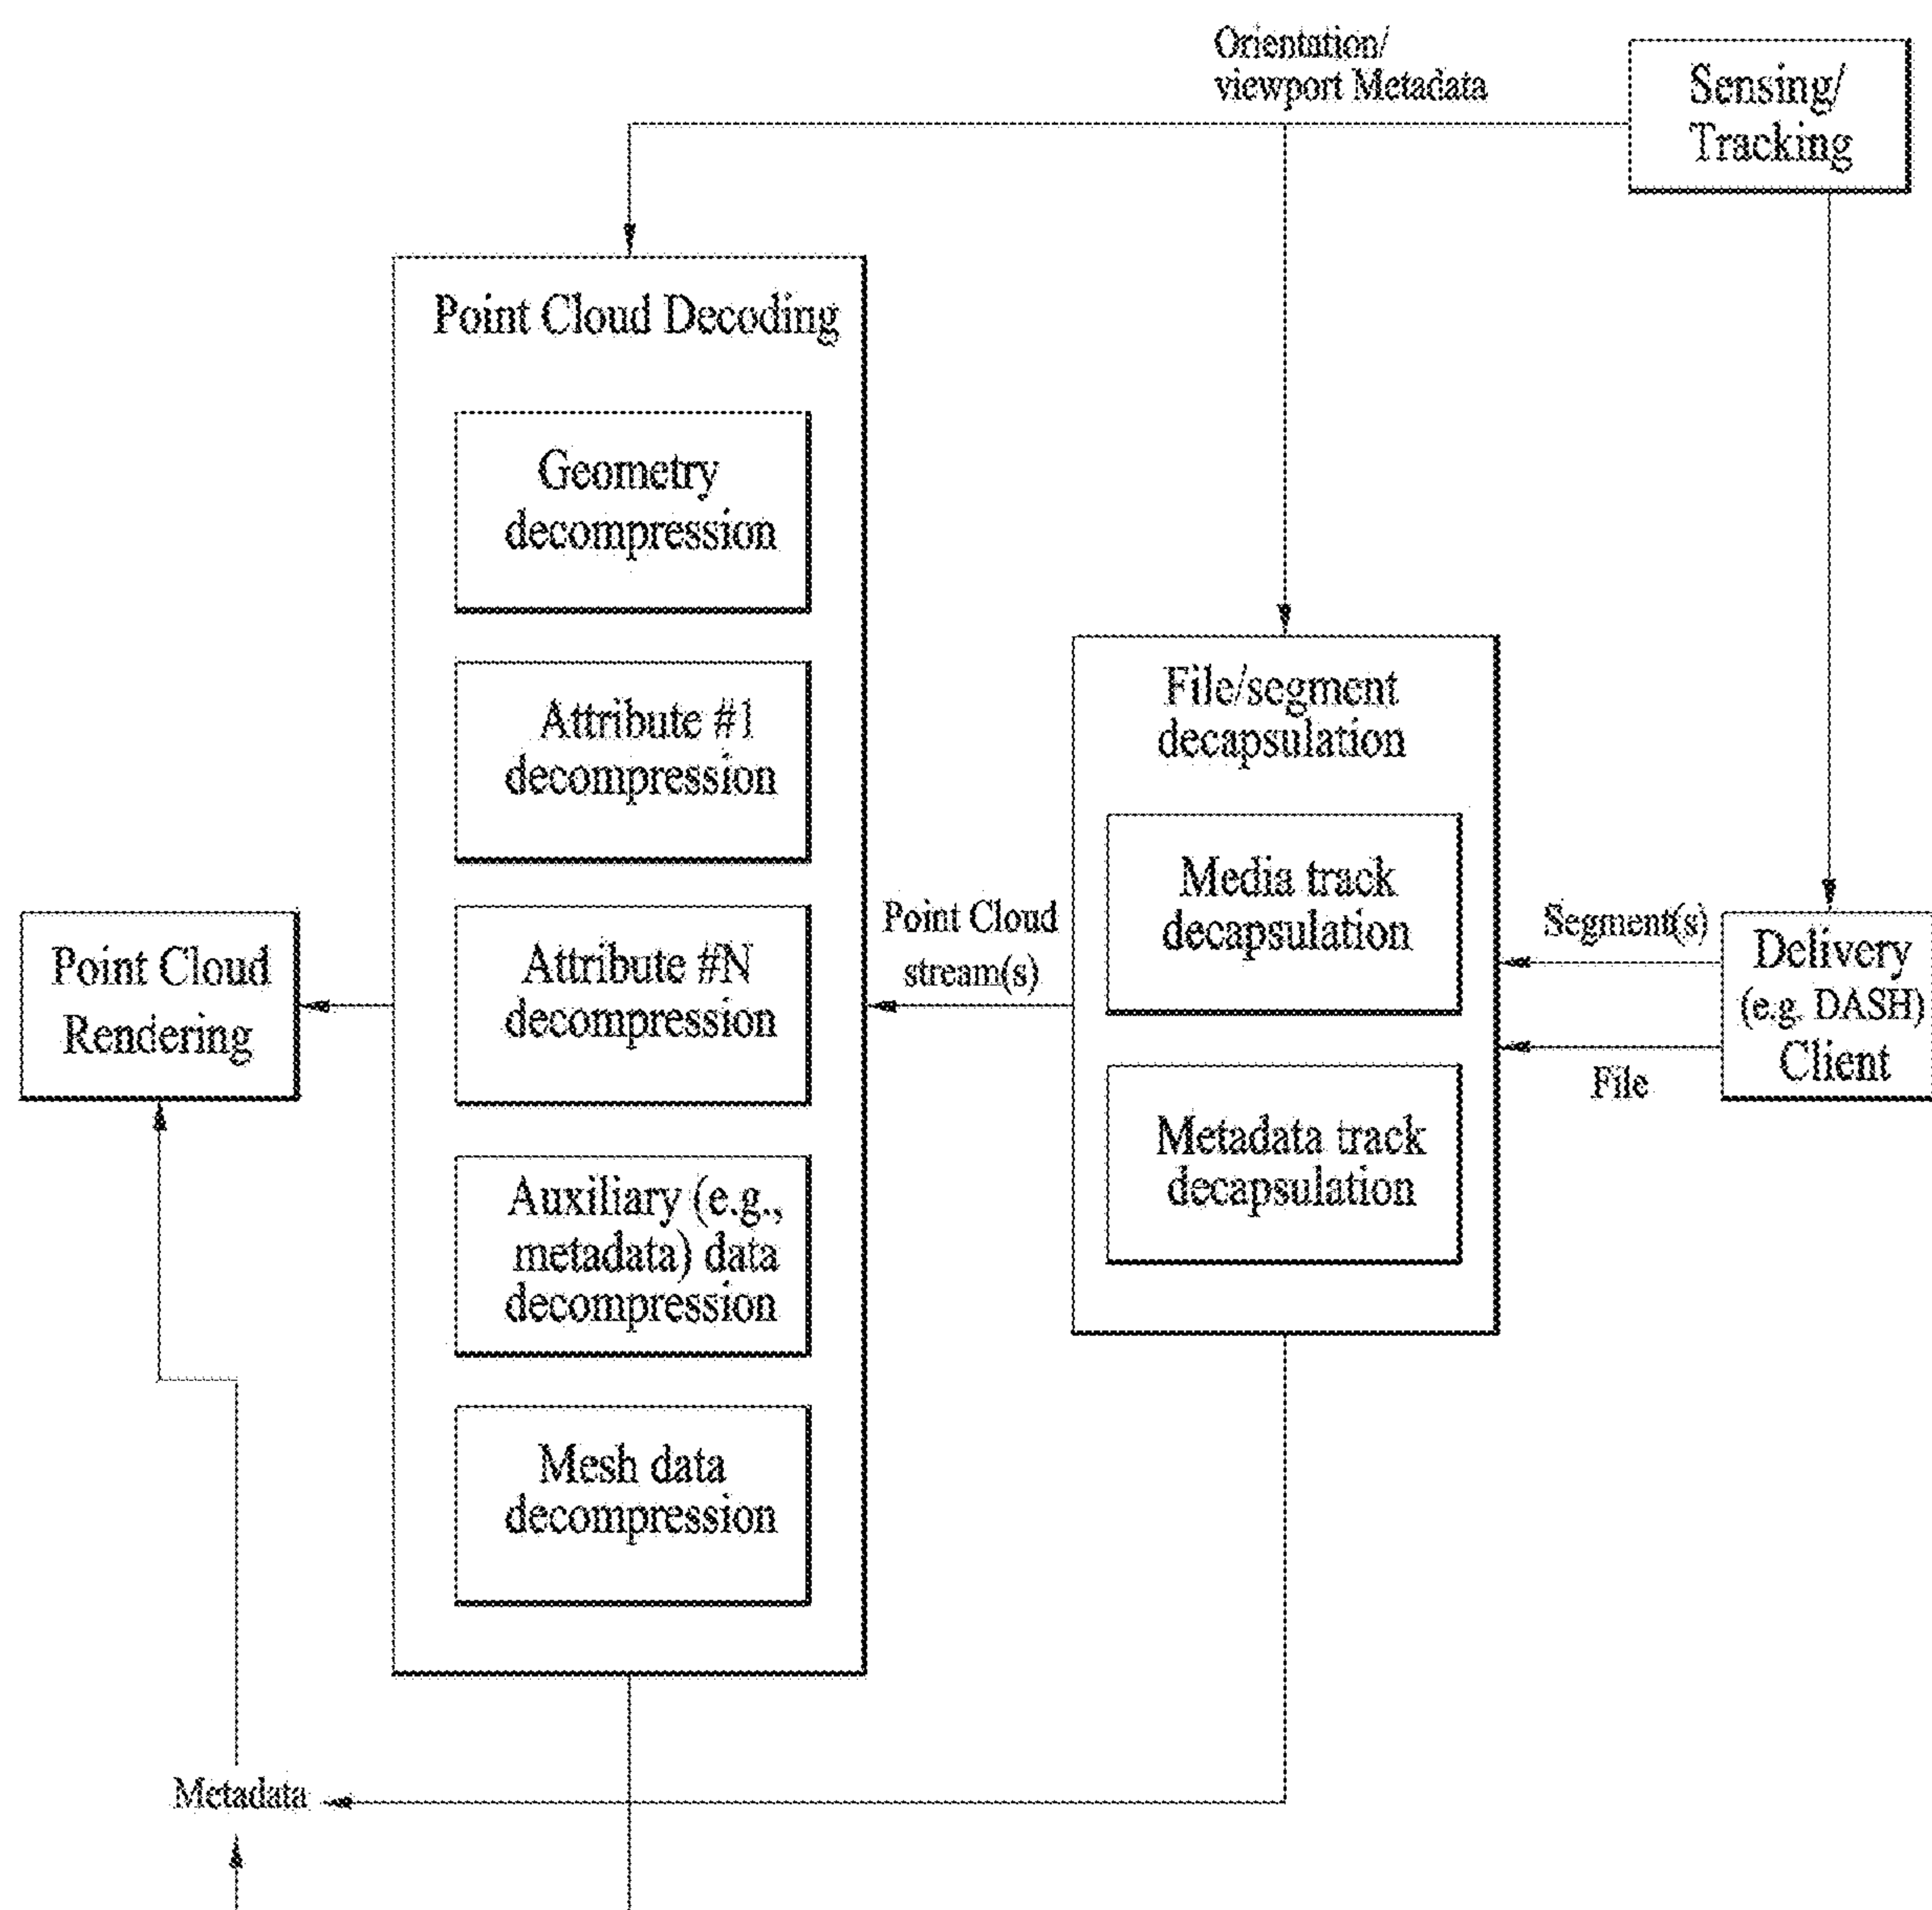 Orientation/
viewport Metadata
Sensing/
Tracking
Point Cloud Decoding
Geometry
decompression
Attribute #1
decompression
Attribute #N
decompression
Auxiliary (e.g.,
metadata) data
decompression
Mesh data
decompression
Point Cloud
Rendering
Point Cloud
stream(s)
File/segment
decapsulation
Media track
decapsulation
Metadata track
decapsulation
Segment(s)
File
Delivery
(e.g. DASH)
Client
Metadata